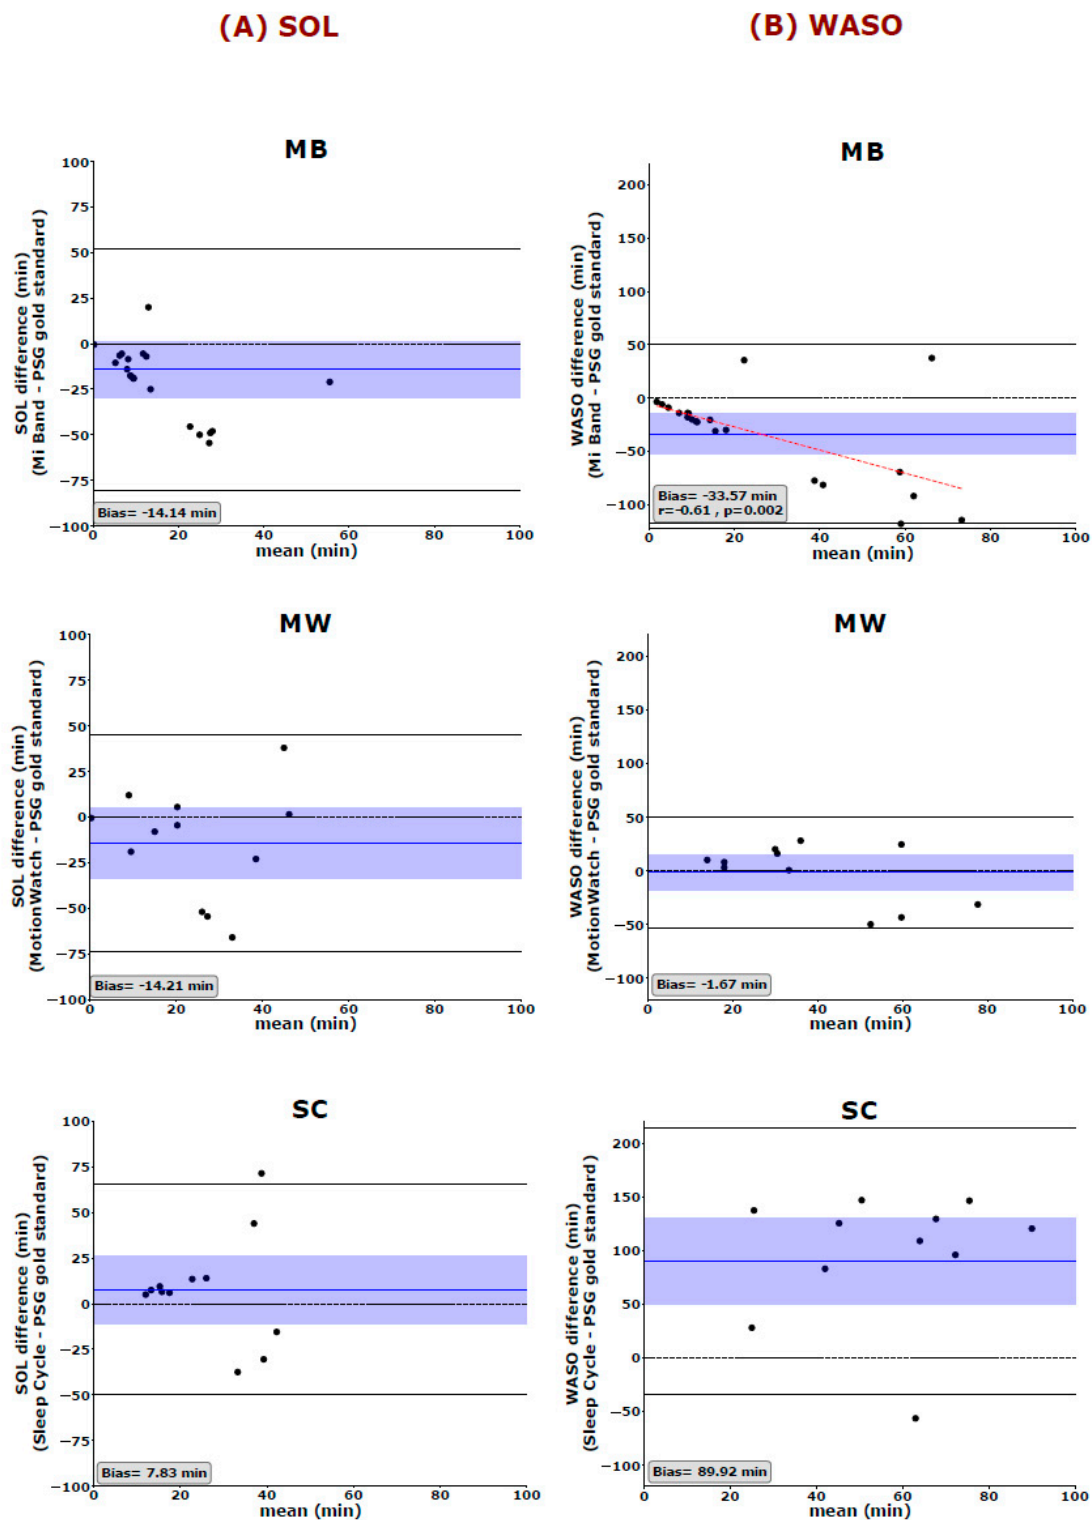 (A) SOL
(B) WASO
MB
SOL difference (min)
(Mi Band - PSG gold standard)
100
75
50
25
0
−25
−50
−75
−100
Bias= -14.14 min
0 20 40 60 80 100
mean (min)
MB
WASO difference (min)
(Mi Band - PSG gold standard)
200
150
100
50
0
−50
−100
Bias= -33.57 min
r=-0.61 , p=0.002
0 20 40 60 80 100
mean (min)
MW
SOL difference (min)
(MotionWatch - PSG gold standard)
100
75
50
25
0
−25
−50
−75
−100
Bias= -14.21 min
0 20 40 60 80 100
mean (min)
MW
WASO difference (min)
(MotionWatch - PSG gold standard)
200
150
100
50
0
−50
−100
Bias= -1.67 min
0 20 40 60 80 100
mean (min)
SC
SOL difference (min)
(Sleep Cycle - PSG gold standard)
100
75
50
25
0
−25
−50
−75
−100
Bias= 7.83 min
0 20 40 60 80 100
mean (min)
SC
WASO difference (min)
(Sleep Cycle - PSG gold standard)
200
150
100
50
0
−50
−100
Bias= 89.92 min
0 20 40 60 80 100
mean (min)